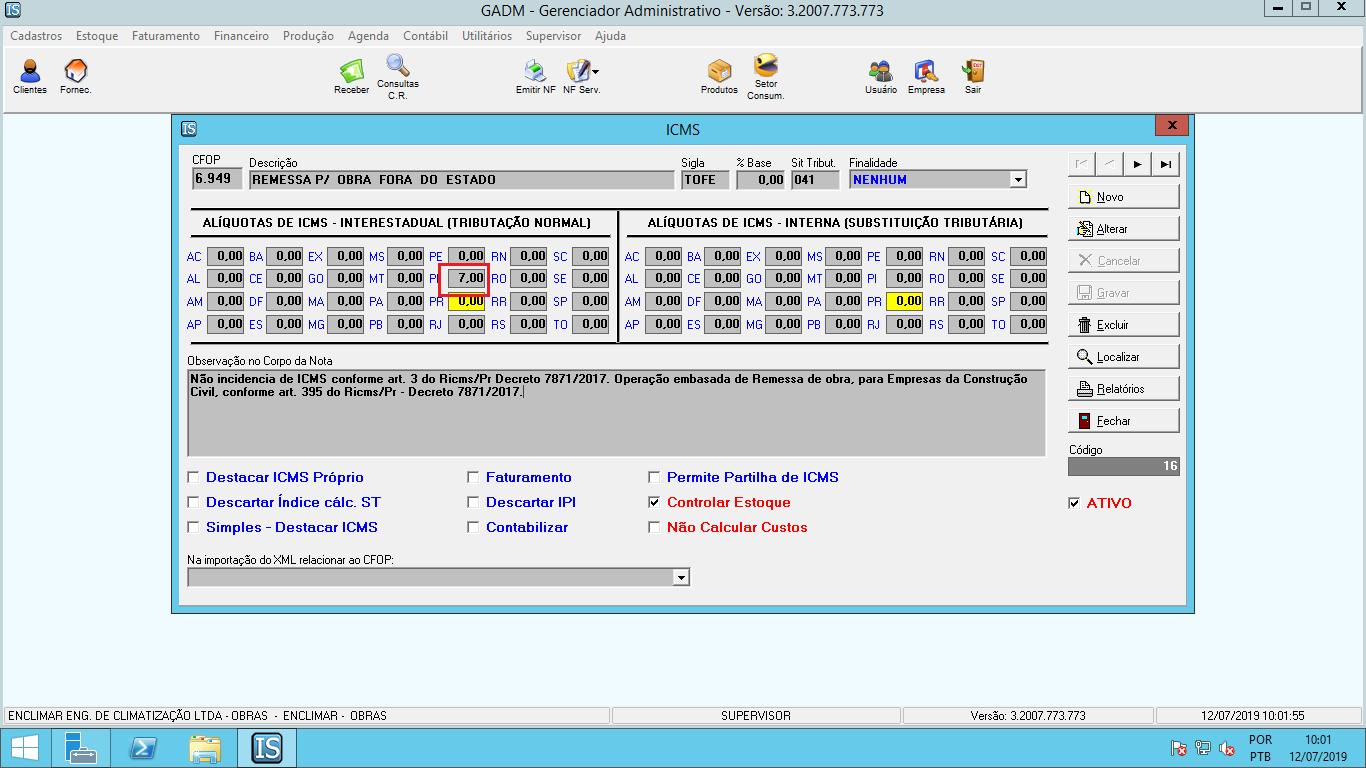 IS GADM - Gerenciador Administrativo - Versão: 3.2007.773.773
Cadastros Estoque Faturamento Financeiro Produção Agenda Contábil Utilitários Supervisor Ajuda
Clientes Fornec. Receber Consultas C.R. Emitir NF NF Serv. Produtos Setor Consum. Usuário Empresa Sair
IS ICMS X
CFOP Descrição Sigla % Base Sit Tribut. Finalidade
6.949 REMESSA P/ OBRA FORA DO ESTADO TOFE 0,00 041 NENHUM
ALÍQUOTAS DE ICMS - INTERESTADUAL (TRIBUTAÇÃO NORMAL) ALÍQUOTAS DE ICMS - INTERNA (SUBSTITUIÇÃO TRIBUTÁRIA)
AC 0,00 BA 0,00 EX 0,00 MS 0,00 PE 0,00 RN 0,00 SC 0,00 AC 0,00 BA 0,00 EX 0,00 MS 0,00 PE 0,00 RN 0,00 SC 0,00
AL 0,00 CE 0,00 GO 0,00 MT 0,00 PI 7,00 RO 0,00 SE 0,00 AL 0,00 CE 0,00 GO 0,00 MT 0,00 PI 0,00 RO 0,00 SE 0,00
AM 0,00 DF 0,00 MA 0,00 PA 0,00 PR 0,00 RR 0,00 SP 0,00 AM 0,00 DF 0,00 MA 0,00 PA 0,00 PR 0,00 RR 0,00 SP 0,00
AP 0,00 ES 0,00 MG 0,00 PB 0,00 RJ 0,00 RS 0,00 TO 0,00 AP 0,00 ES 0,00 MG 0,00 PB 0,00 RJ 0,00 RS 0,00 TO 0,00
Observação no Corpo da Nota
Não incidencia de ICMS conforme art. 3 do Ricms/Pr Decreto 7871/2017. Operação embasada de Remessa de obra, para Empresas da Construção
Civil, conforme art. 395 do Ricms/Pr - Decreto 7871/2017.
Destacar ICMS Próprio Faturamento Permite Partilha de ICMS
Descartar Índice cálc. ST Descartar IPI Controlar Estoque
Simples - Destacar ICMS Contabilizar Não Calcular Custos
Na importação do XML relacionar ao CFOP:
Novo
Alterar
Cancelar
Gravar
Excluir
Localizar
Relatórios
Fechar
Código
16
ATIVO
ENCLIMAR ENG. DE CLIMATIZAÇÃO LTDA - OBRAS - ENCLIMAR - OBRAS SUPERVISOR Versão: 3.2007.773.773 12/07/2019 10:01:55
IS POR 10:01
PTB 12/07/2019